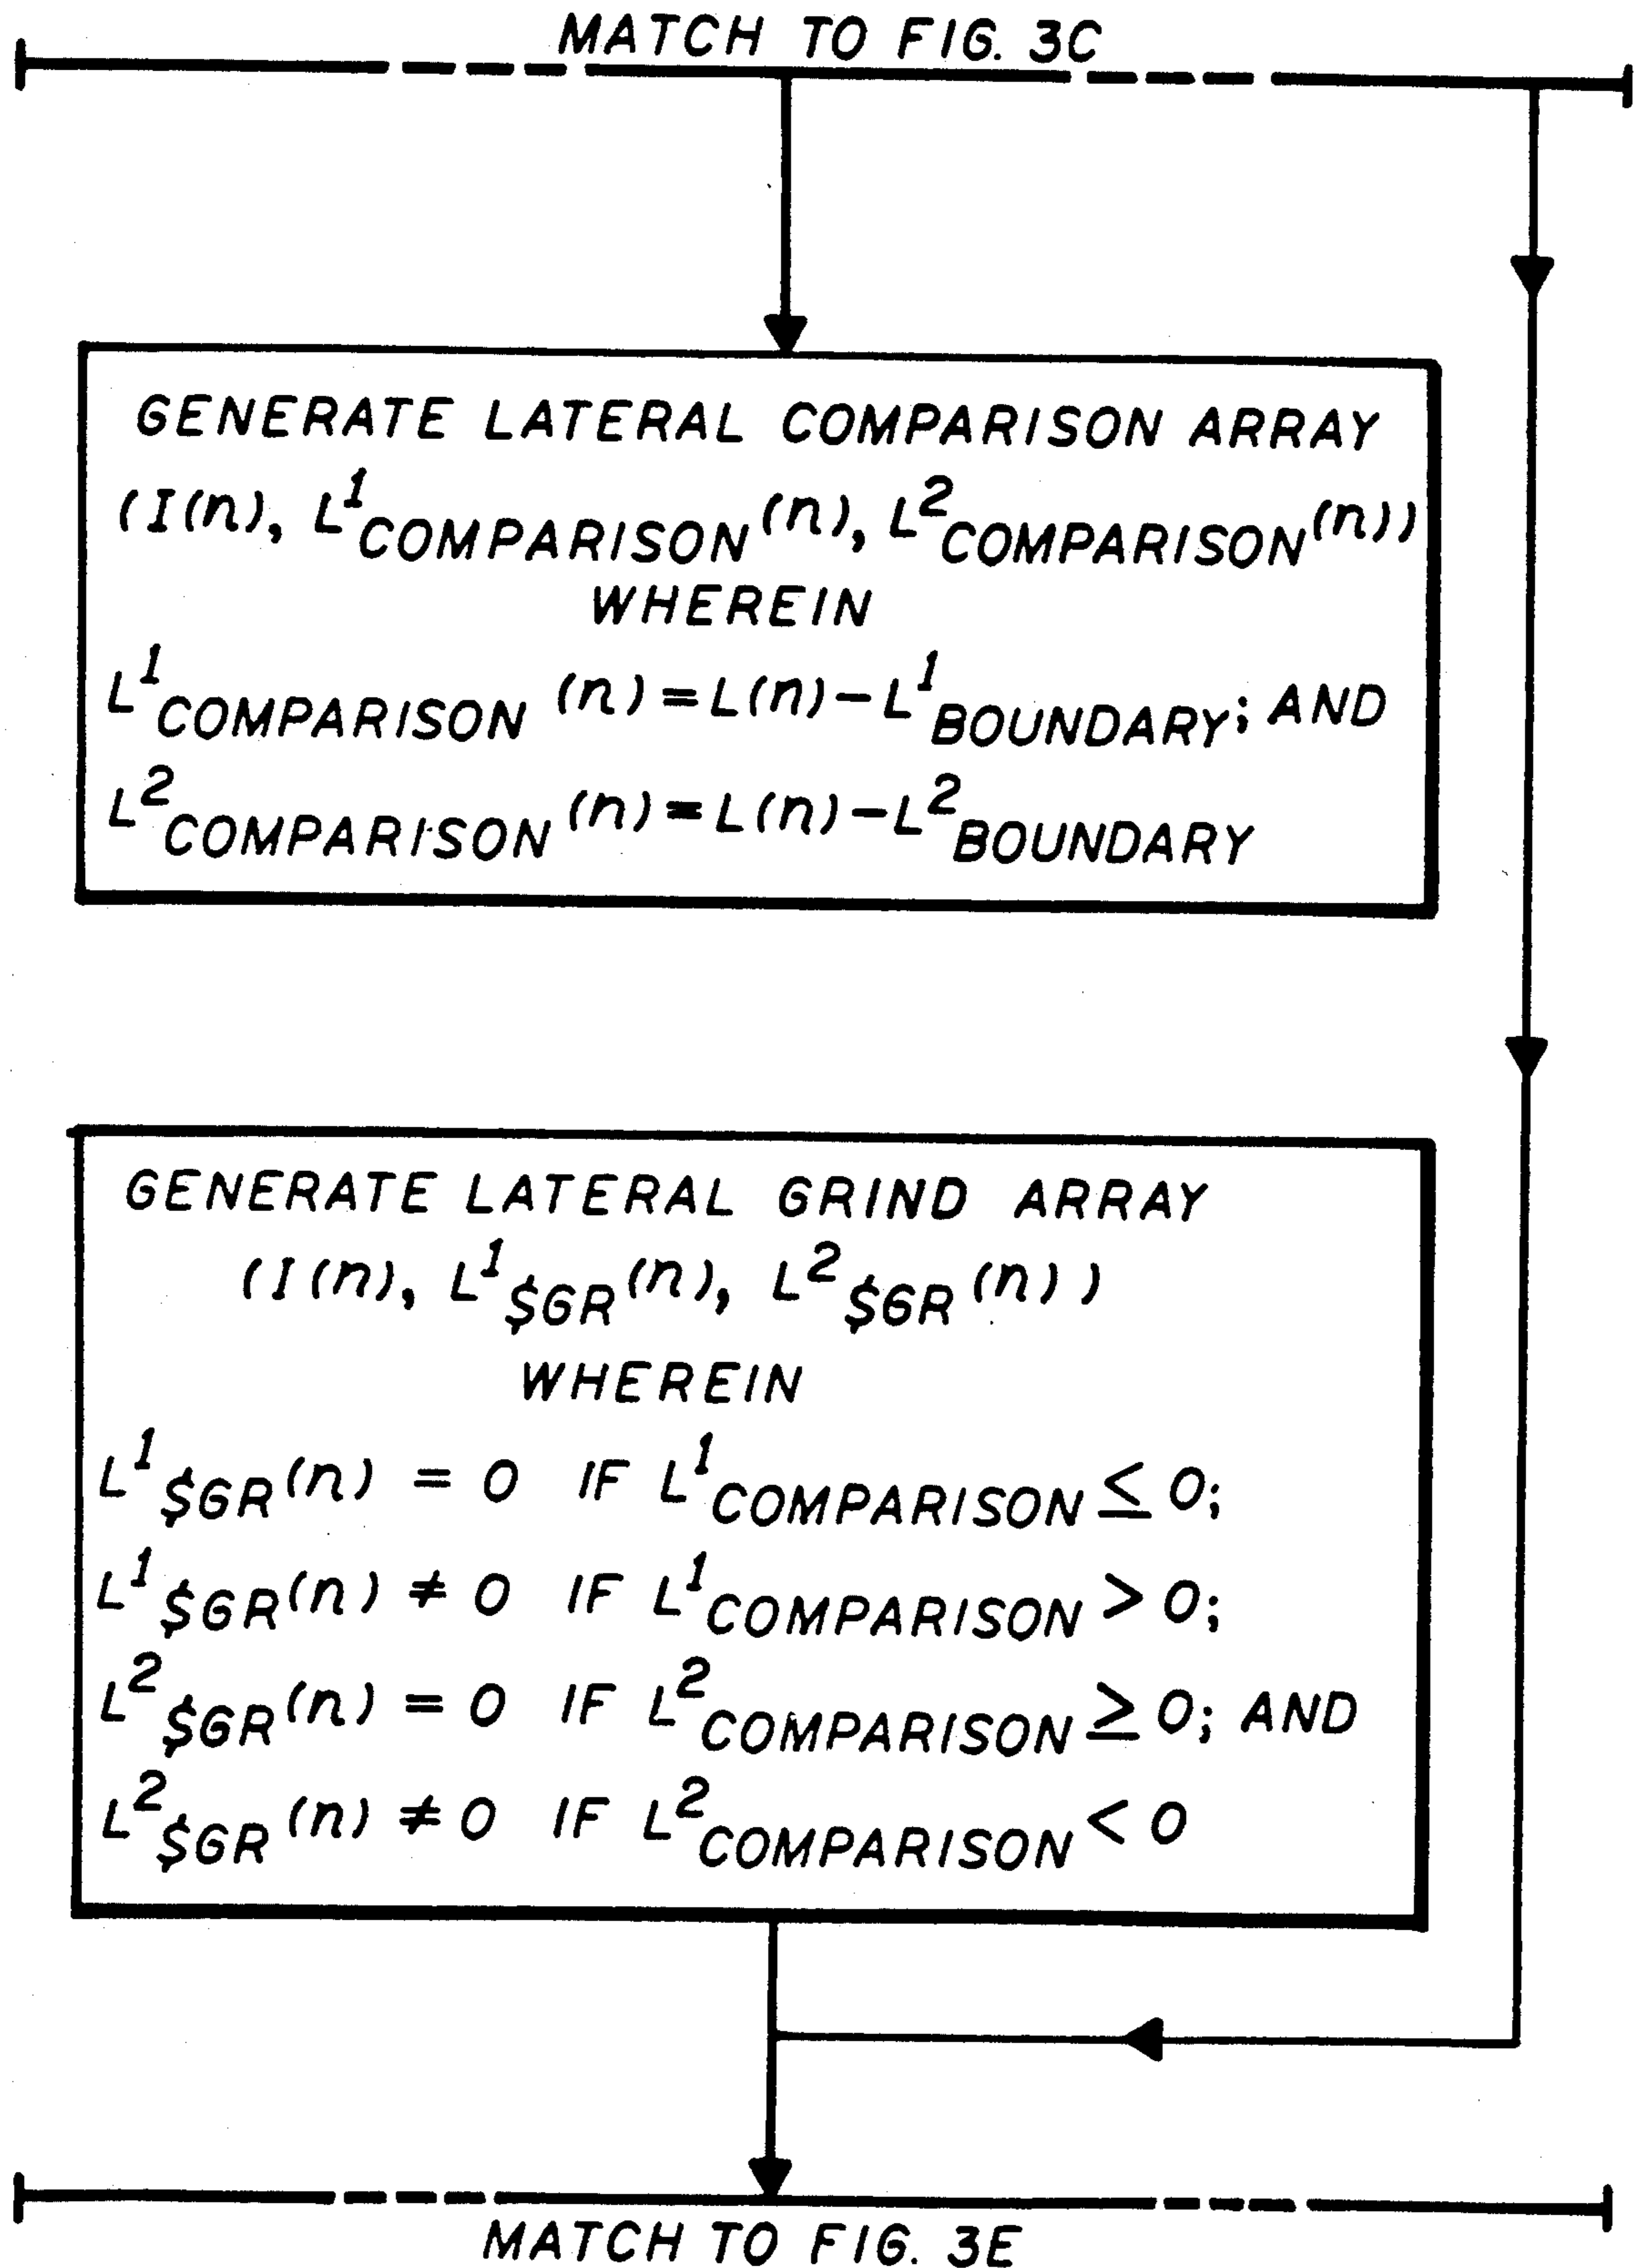 MATCH TO FIG. 3C
GENERATE LATERAL COMPARISON ARRAY
(I(n), L¹COMPARISON(n), L²COMPARISON(n))
WHEREIN
L¹COMPARISON (n) = L(n) – L¹BOUNDARY; AND
L²COMPARISON (n) = L(n) – L²BOUNDARY
GENERATE LATERAL GRIND ARRAY
(I(n), L¹$GR(n), L²$GR(n))
WHEREIN
L¹$GR(n) = 0 IF L¹COMPARISON ≤ 0;
L¹$GR(n) ≠ 0 IF L¹COMPARISON > 0;
L²$GR(n) = 0 IF L²COMPARISON ≥ 0; AND
L²$GR(n) ≠ 0 IF L²COMPARISON < 0
MATCH TO FIG. 3E